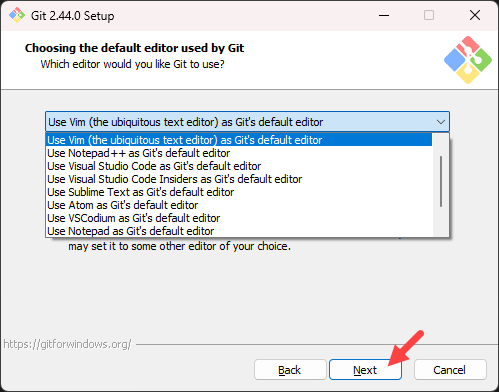 Git 2.44.0 Setup
Choosing the default editor used by Git
Which editor would you like Git to use?
Use Vim (the ubiquitous text editor) as Git's default editor
Use Vim (the ubiquitous text editor) as Git's default editor
Use Notepad++ as Git's default editor
Use Visual Studio Code as Git's default editor
Use Visual Studio Code Insiders as Git's default editor
Use Sublime Text as Git's default editor
Use Atom as Git's default editor
Use VSCodium as Git's default editor
Use Notepad as Git's default editor
may set it to some other editor of your choice.
https://gitforwindows.org/
Back Next Cancel